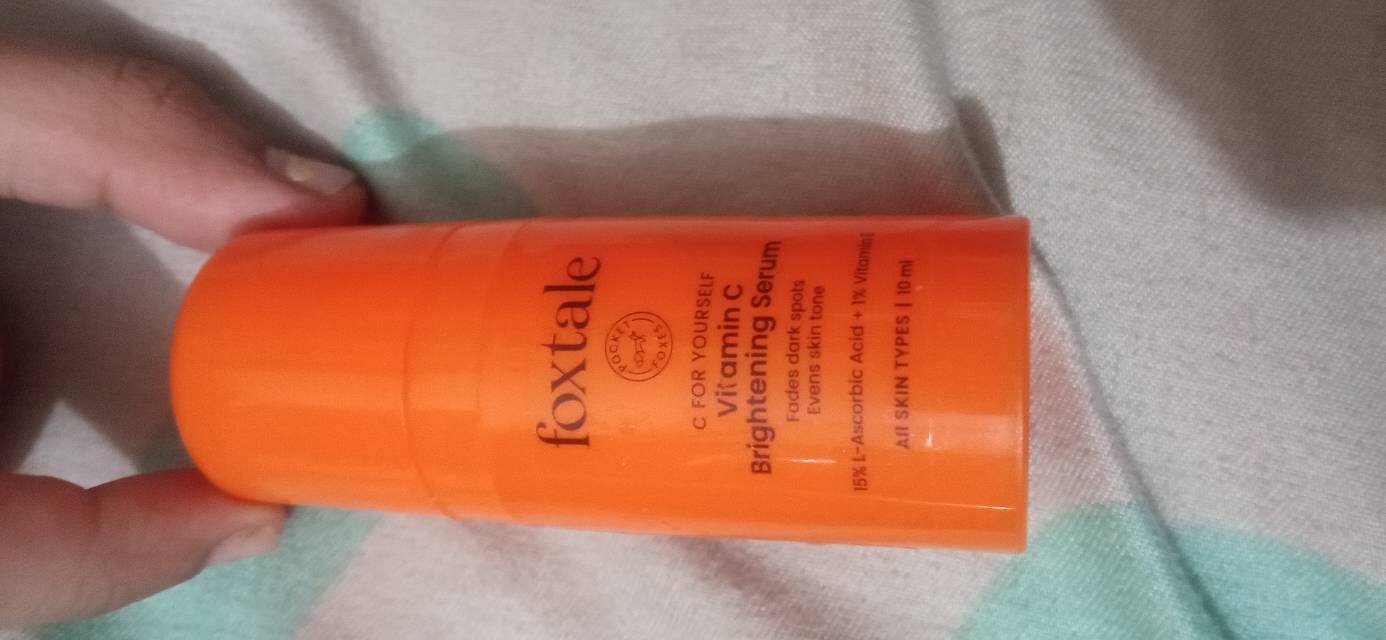 foxtale
POCKET
FOXES
C FOR YOURSELF
Vitamin C
Brightening Serum
Fades dark spots
Evens skin tone
15% L-Ascorbic Acid + 1% Vitamin
All SKIN TYPES | 10 ml